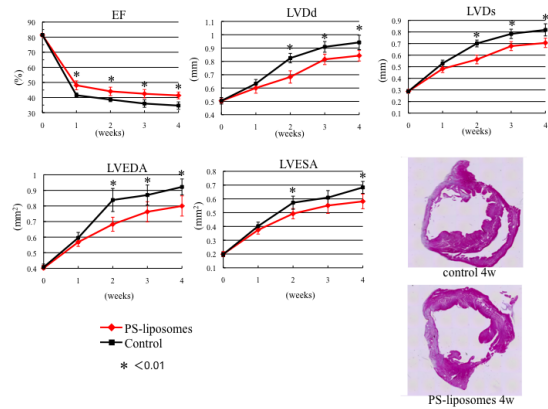 EF
(%)
90
80
70
60
50
40
30
* * * *
0 1 2 3 4
(weeks)
LVDd
(mm)
1.1
1
0.9
0.8
0.7
0.6
0.5
0.4
* * *
0 1 2 3 4
(weeks)
LVDs
(mm)
0.9
0.8
0.7
0.6
0.5
0.4
0.3
0.2
0.1
* * *
0 1 2 3 4
(weeks)
LVEDA
(mm²)
1
0.9
0.8
0.7
0.6
0.5
0.4
* * *
0 1 2 3 4
(weeks)
LVESA
(mm²)
0.8
0.7
0.6
0.5
0.4
0.3
0.2
0.1
* *
0 1 2 3 4
(weeks)
control 4w
PS-liposomes 4w
PS-liposomes
Control
* <0.01